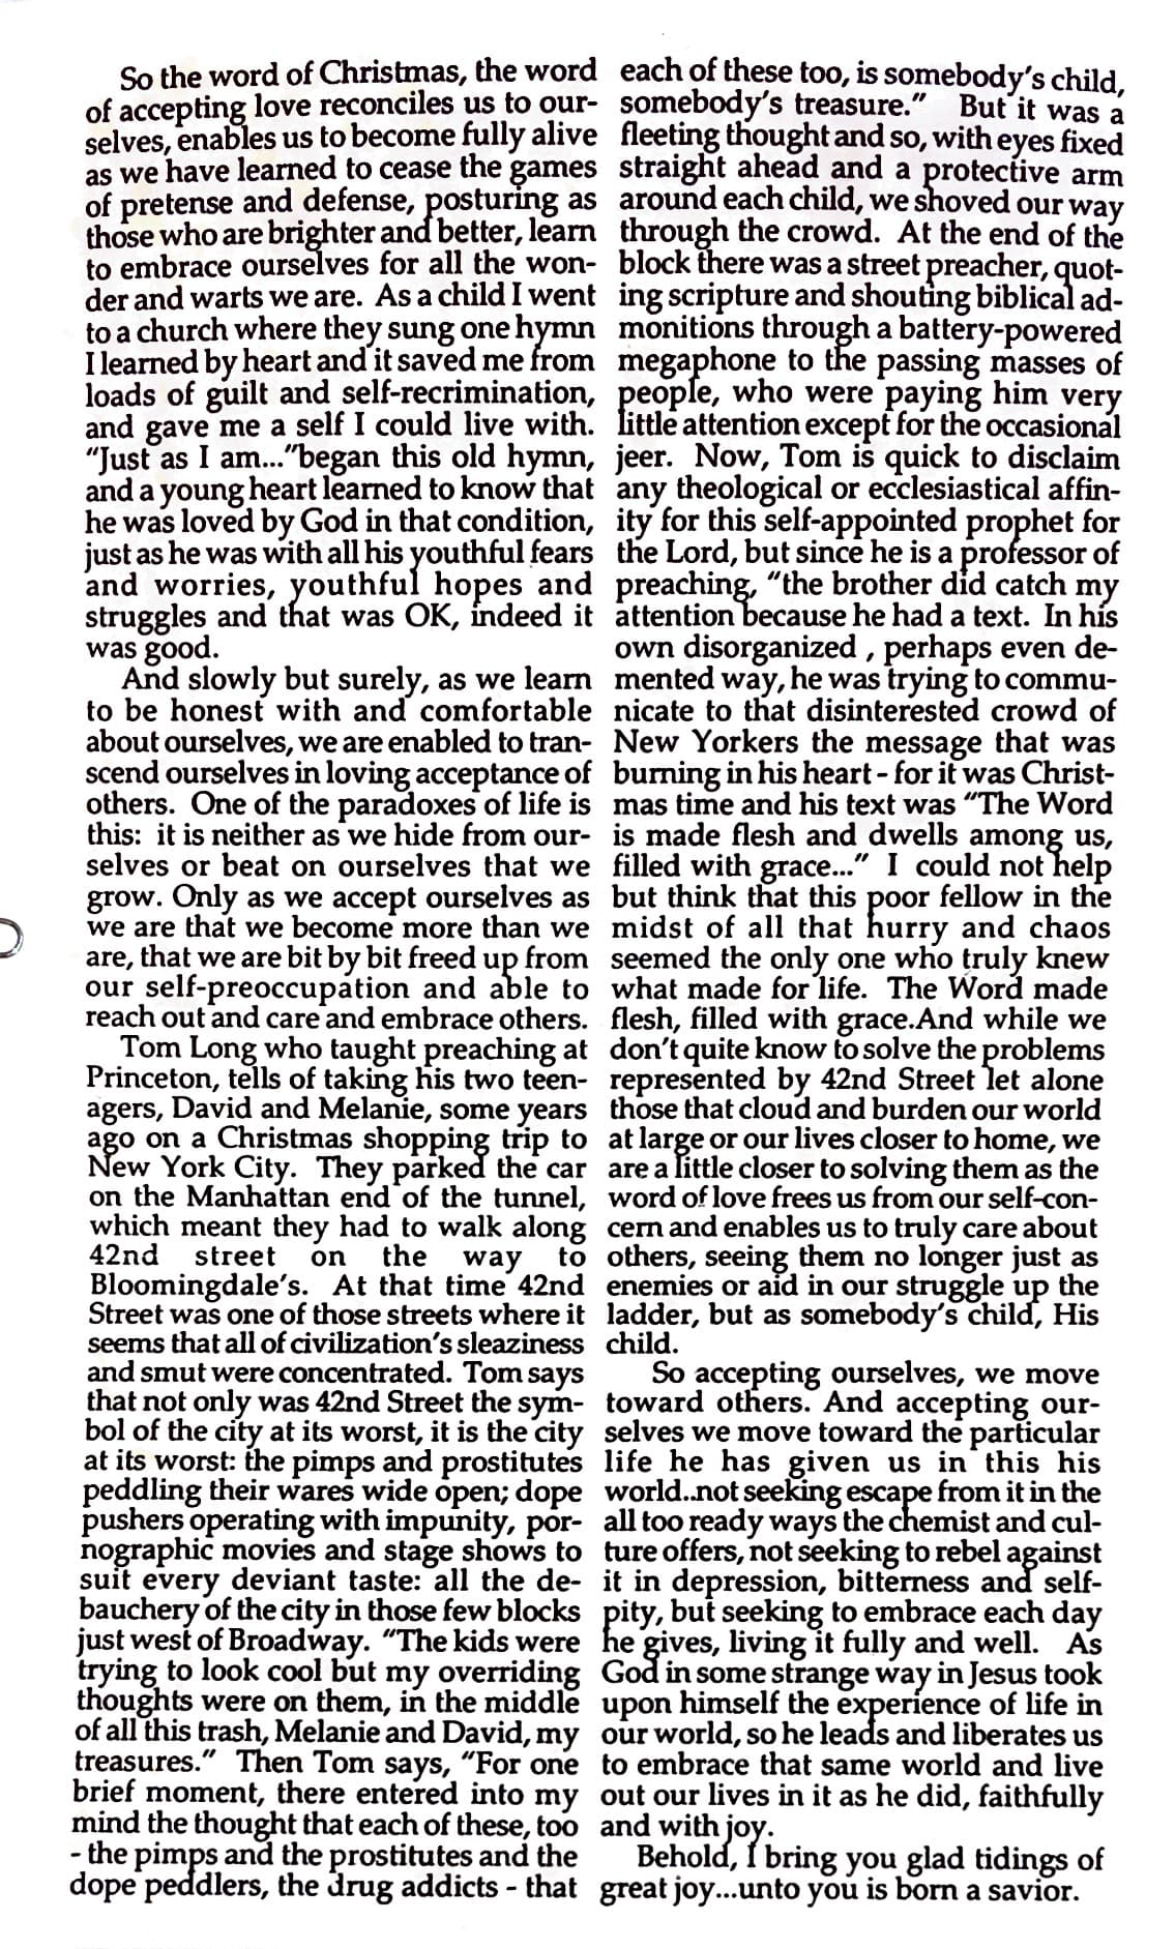 So the word of Christmas, the word
of accepting love reconciles us to our-
selves, enables us to become fully alive
as we have learned to cease the games
of pretense and defense, posturing as
those who are brighter and better, learn
to embrace ourselves for all the won-
der and warts we are. As a child I went
to a church where they sung one hymn
I learned by heart and it saved me from
loads of guilt and self-recrimination,
and gave me a self I could live with.
“Just as I am...”began this old hymn,
and a young heart learned to know that
he was loved by God in that condition,
just as he was with all his youthful fears
and worries, youthful hopes and
struggles and that was OK, indeed it
was good.
And slowly but surely, as we learn
to be honest with and comfortable
about ourselves, we are enabled to tran-
scend ourselves in loving acceptance of
others. One of the paradoxes of life is
this: it is neither as we hide from our-
selves or beat on ourselves that we
grow. Only as we accept ourselves as
we are that we become more than we
are, that we are bit by bit freed up from
our self-preoccupation and able to
reach out and care and embrace others.
Tom Long who taught preaching at
Princeton, tells of taking his two teen-
agers, David and Melanie, some years
ago on a Christmas shopping trip to
New York City. They parked the car
on the Manhattan end of the tunnel,
which meant they had to walk along
42nd street on the way to
Bloomingdale's. At that time 42nd
Street was one of those streets where it
seems that all of civilization's sleaziness
and smut were concentrated. Tom says
that not only was 42nd Street the sym-
bol of the city at its worst, it is the city
at its worst: the pimps and prostitutes
peddling their wares wide open; dope
pushers operating with impunity, por-
nographic movies and stage shows to
suit every deviant taste: all the de-
bauchery of the city in those few blocks
just west of Broadway. “The kids were
trying to look cool but my overriding
thoughts were on them, in the middle
of all this trash, Melanie and David, my
treasures.” Then Tom says, “For one
brief moment, there entered into my
mind the thought that each of these, too
- the pimps and the prostitutes and the
dope peddlers, the drug addicts - that
each of these too, is somebody's child,
somebody's treasure.” But it was a
fleeting thought and so, with eyes fixed
straight ahead and a protective arm
around each child, we shoved our way
through the crowd. At the end of the
block there was a street preacher, quot-
ing scripture and shouting biblical ad-
monitions through a battery-powered
megaphone to the passing masses of
people, who were paying him very
little attention except for the occasional
jeer. Now, Tom is quick to disclaim
any theological or ecclesiastical affin-
ity for this self-appointed prophet for
the Lord, but since he is a professor of
preaching, “the brother did catch my
attention because he had a text. In his
own disorganized , perhaps even de-
mented way, he was trying to commu-
nicate to that disinterested crowd of
New Yorkers the message that was
burning in his heart - for it was Christ-
mas time and his text was “The Word
is made flesh and dwells among us,
filled with grace...” I could not help
but think that this poor fellow in the
midst of all that hurry and chaos
seemed the only one who truly knew
what made for life. The Word made
flesh, filled with grace.And while we
don't quite know to solve the problems
represented by 42nd Street let alone
those that cloud and burden our world
at large or our lives closer to home, we
are a little closer to solving them as the
word of love frees us from our self-con-
cern and enables us to truly care about
others, seeing them no longer just as
enemies or aid in our struggle up the
ladder, but as somebody's child, His
child.
So accepting ourselves, we move
toward others. And accepting our-
selves we move toward the particular
life he has given us in this his
world..not seeking escape from it in the
all too ready ways the chemist and cul-
ture offers, not seeking to rebel against
it in depression, bitterness and self-
pity, but seeking to embrace each day
he gives, living it fully and well. As
God in some strange way in Jesus took
upon himself the experience of life in
our world, so he leads and liberates us
to embrace that same world and live
out our lives in it as he did, faithfully
and with joy.
Behold, I bring you glad tidings of
great joy...unto you is born a savior.